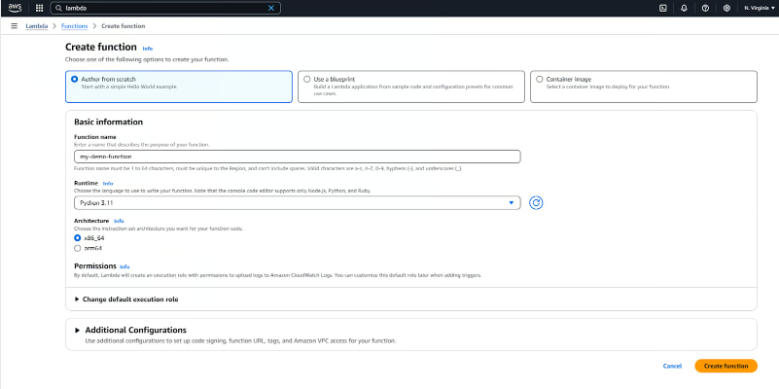 aws
lambda
N. Virginia
Lambda > Functions > Create function
Create function Info
Choose one of the following options to create your function.
Author from scratch
Start with a simple Hello World example.
Use a blueprint
Build a Lambda application from sample code and configuration presets for common use cases.
Container image
Select a container image to deploy for your function.
Basic information
Function name
Enter a name that describes the purpose of your function.
my-demo-function
Function name must be 1 to 64 characters, must be unique to the Region, and can't include spaces. Valid characters are a-z, A-Z, 0-9, hyphens (-), and underscores (_).
Runtime Info
Choose the language to use to write your function. Note that the console code editor supports only Node.js, Python, and Ruby.
Python 3.11
Architecture Info
Choose the instruction set architecture you want for your function code.
x86_64
arm64
Permissions Info
By default, Lambda will create an execution role with permissions to upload logs to Amazon CloudWatch Logs. You can customize this default role later when adding triggers.
Change default execution role
Additional Configurations
Use additional configurations to set up code signing, function URL, tags, and Amazon VPC access for your function.
Cancel
Create function